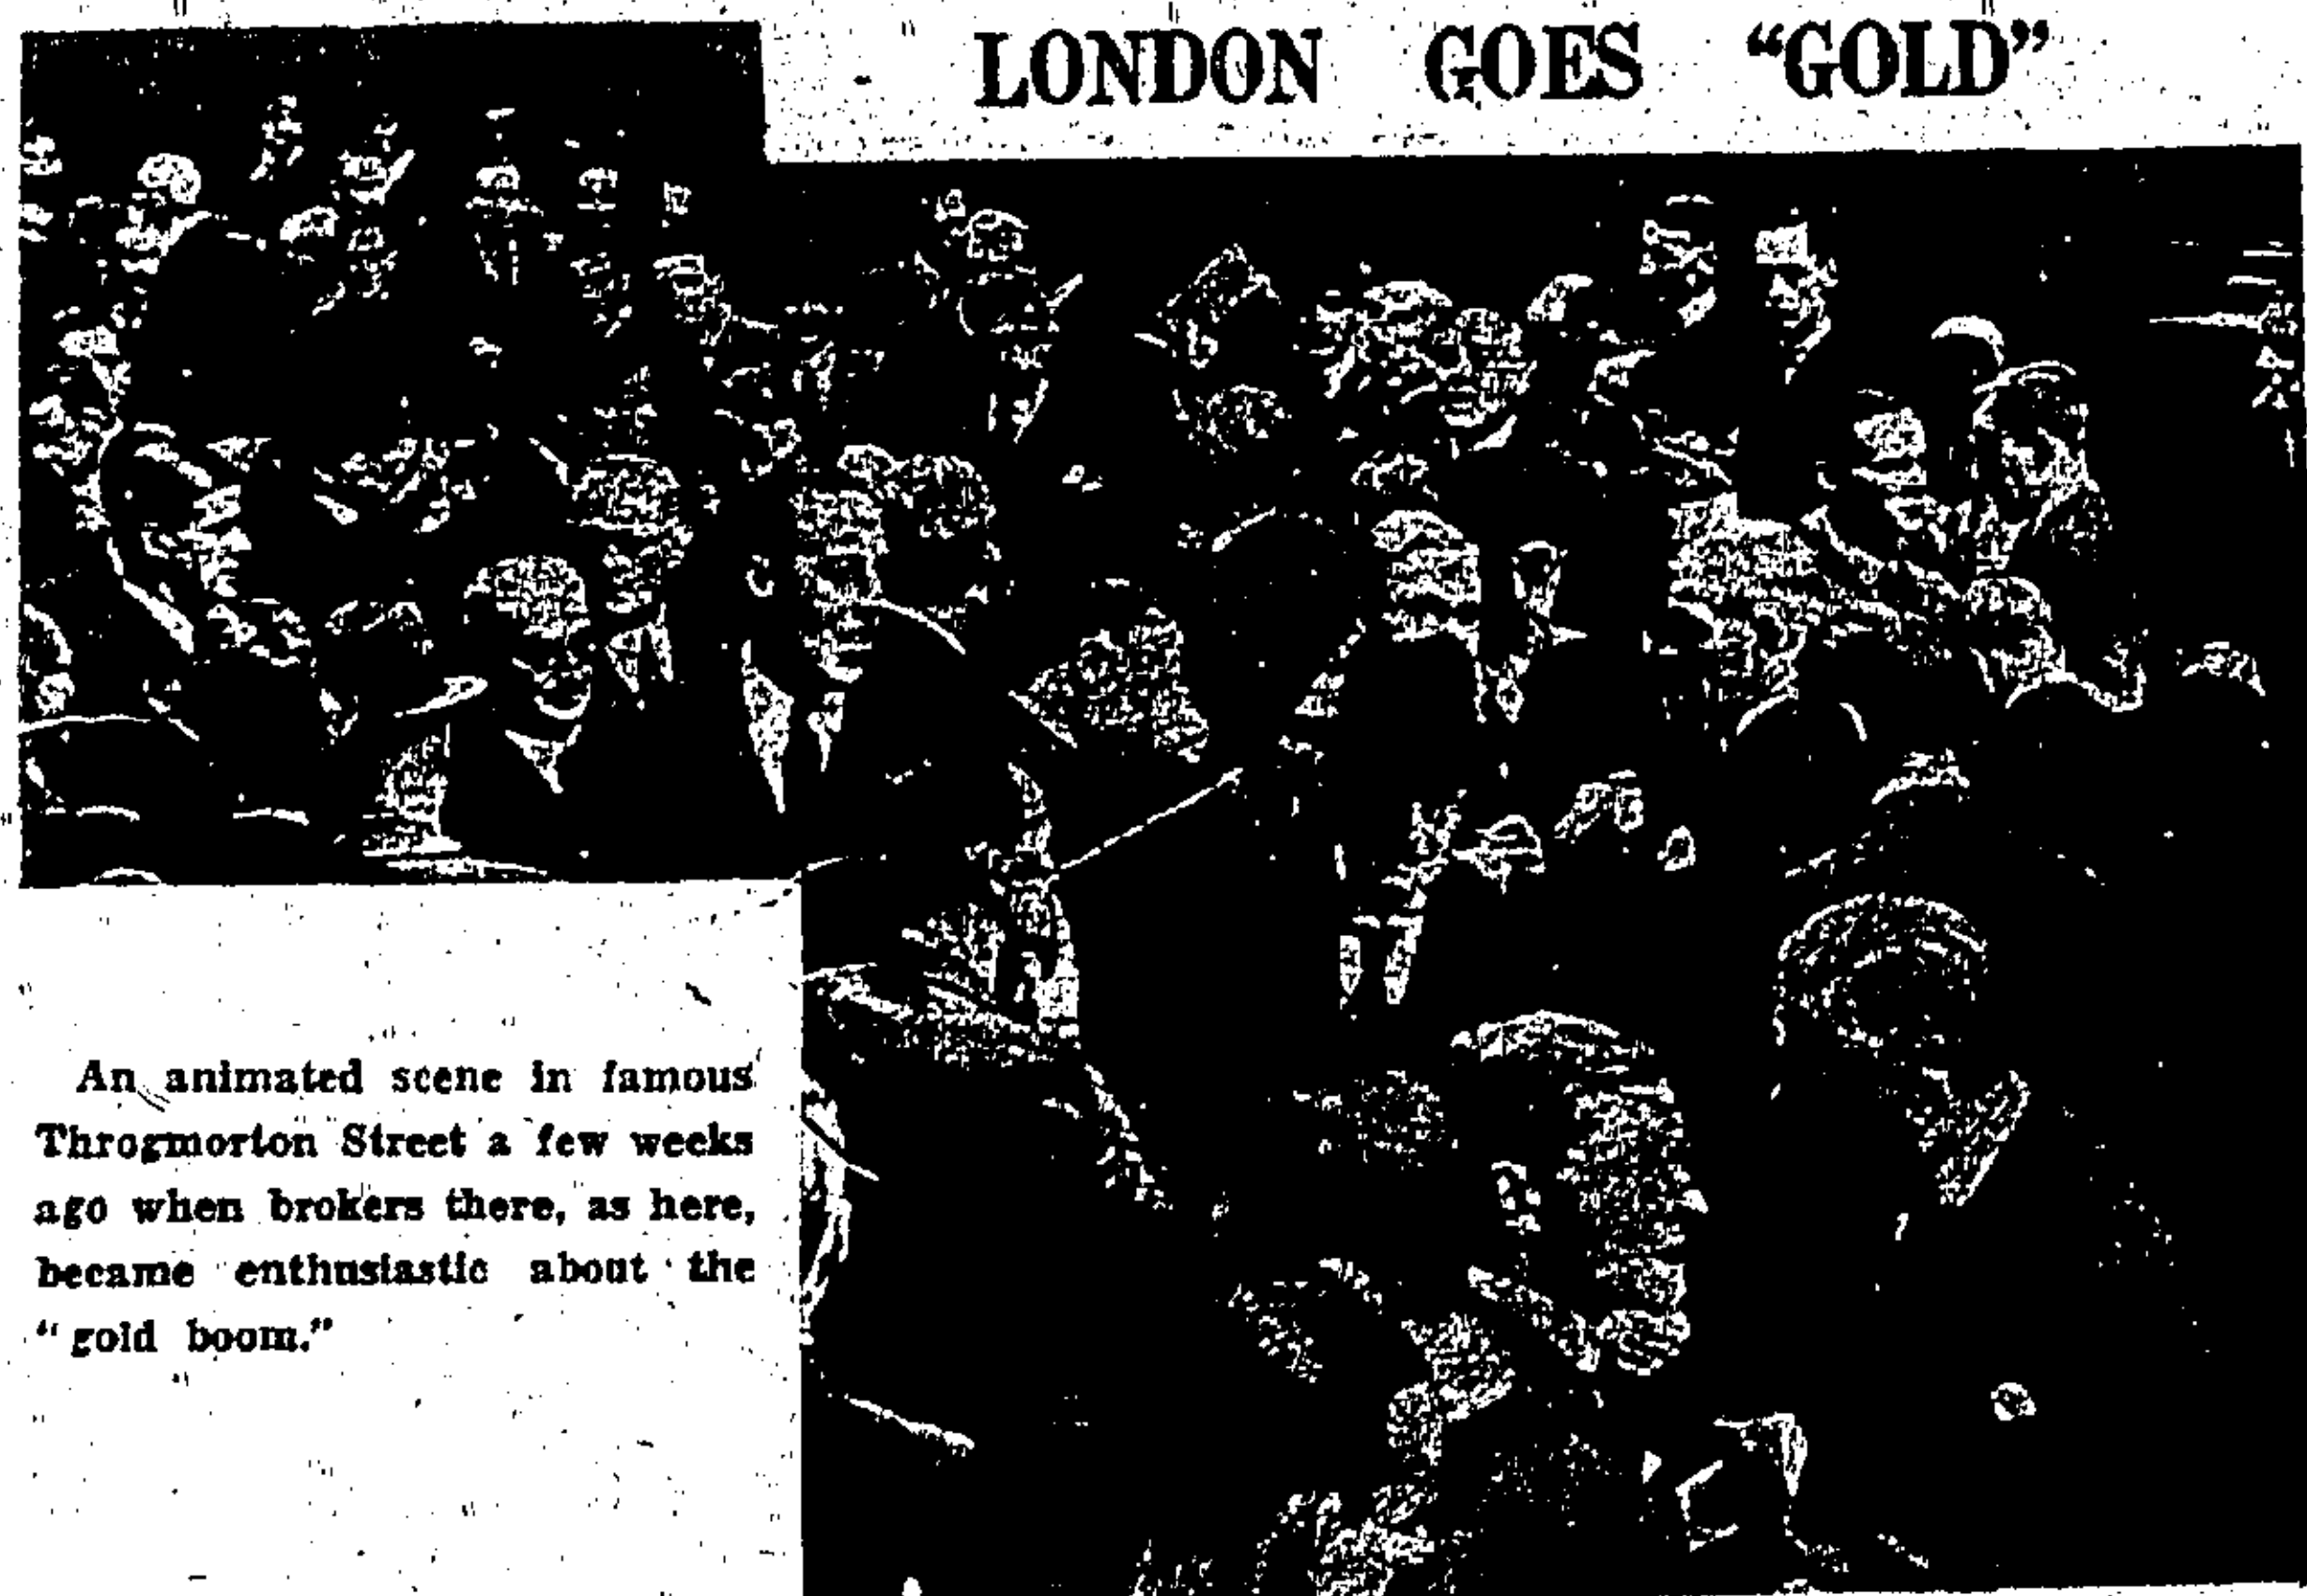 LONDON GOES “GOLD”
An animated scene in famous
Throgmorton Street a few weeks
ago when brokers there, as here,
became enthusiastic about the
“gold boom.”